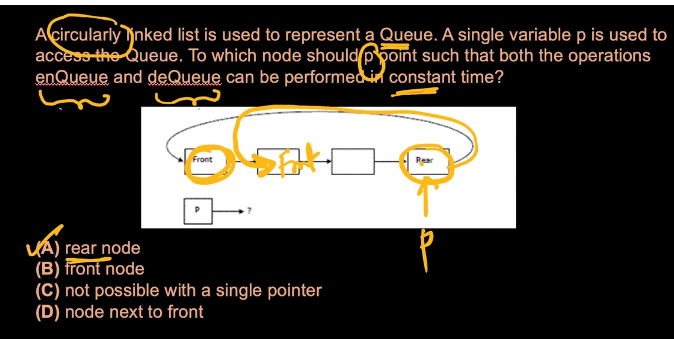 A circularly linked list is used to represent a Queue. A single variable p is used to
access the Queue. To which node should p point such that both the operations
enQueue and deQueue can be performed in constant time?
Front Front Rear
P ?
p
(A) rear node
(B) front node
(C) not possible with a single pointer
(D) node next to front